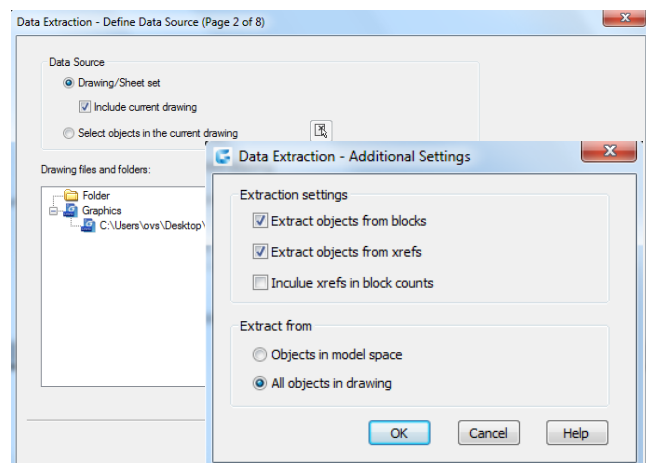 Data Extraction - Define Data Source (Page 2 of 8)
Data Source
Drawing/Sheet set
Include current drawing
Select objects in the current drawing
Drawing files and folders:
Folder
Graphics
C:\Users\ovs\Desktop\
Data Extraction - Additional Settings
Extraction settings
Extract objects from blocks
Extract objects from xrefs
Inculue xrefs in block counts
Extract from
Objects in model space
All objects in drawing
OK Cancel Help